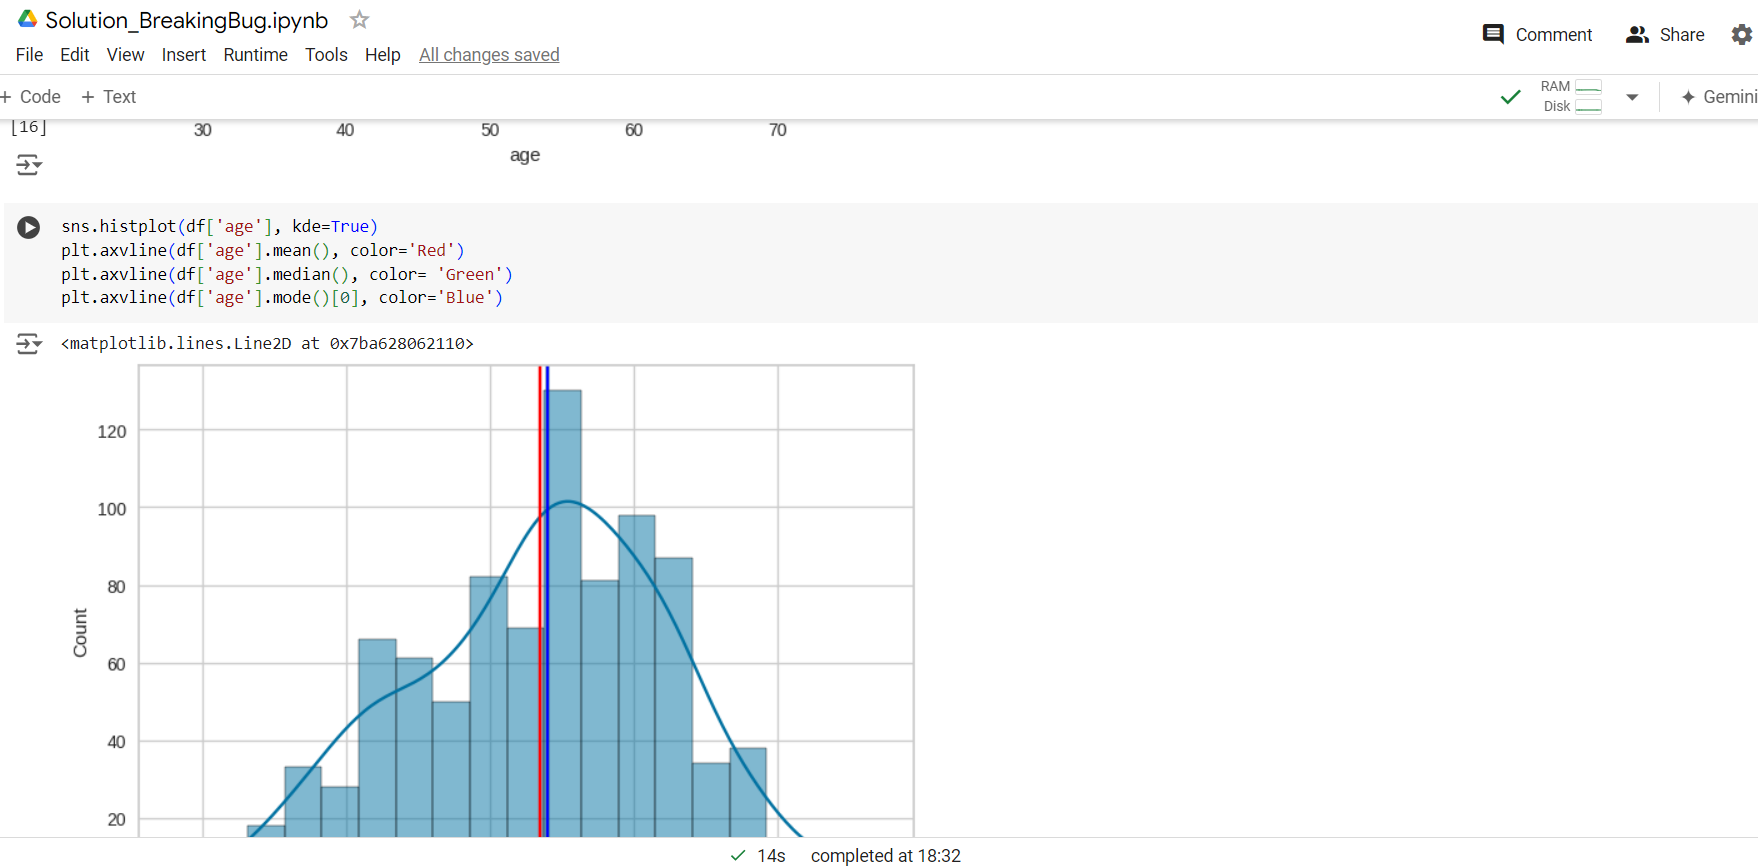 Solution_BreakingBug.ipynb
File Edit View Insert Runtime Tools Help All changes saved
Comment Share
+ Code + Text
RAM
Disk
Gemini
[16]
30 40 50 60 70
age
sns.histplot(df['age'], kde=True)
plt.axvline(df['age'].mean(), color='Red')
plt.axvline(df['age'].median(), color= 'Green')
plt.axvline(df['age'].mode()[0], color='Blue')
<matplotlib.lines.Line2D at 0x7ba628062110>
120
100
80
Count
60
40
20
14s completed at 18:32